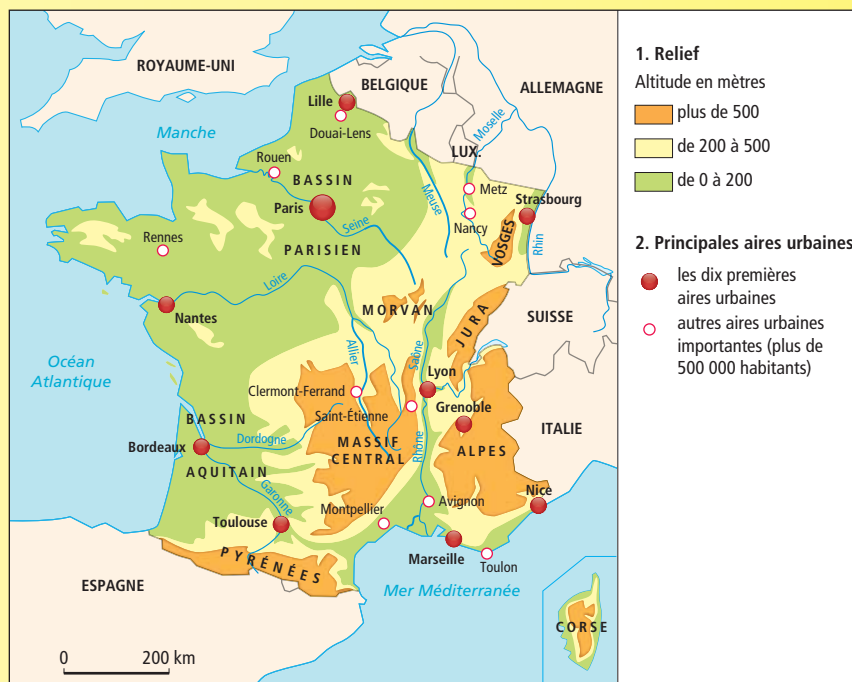 ROYAUME-UNI
BELGIQUE
ALLEMAGNE
Lille
Douai-Lens
Manche
Moselle
LUX.
Rouen
BASSIN
Meuse
Metz
Paris
Strasbourg
Seine
Nancy
VOSGES
Rhin
Rennes
PARISIEN
Loire
MORVAN
Nantes
JURA
SUISSE
Allier
Saône
Océan
Atlantique
Lyon
Clermont-Ferrand
Grenoble
Saint-Étienne
BASSIN
ITALIE
Dordogne
MASSIF
CENTRAL
Rhône
ALPES
Bordeaux
AQUITAIN
Garonne
Nice
Montpellier
Avignon
Toulouse
Marseille
PYRÉNÉES
Toulon
ESPAGNE
Mer Méditerranée
CORSE
0 200 km
1. Relief
Altitude en mètres
plus de 500
de 200 à 500
de 0 à 200
2. Principales aires urbaines
les dix premières
aires urbaines
autres aires urbaines
importantes (plus de
500 000 habitants)